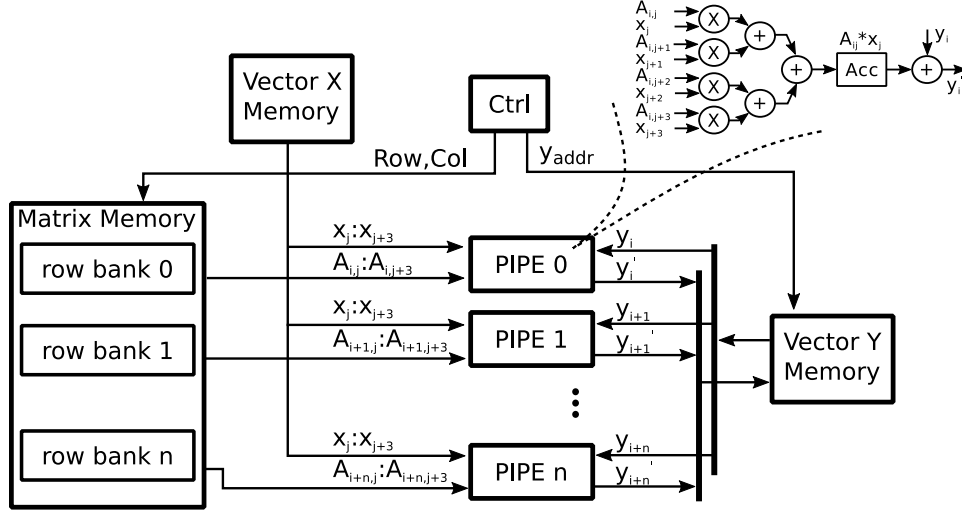 A_{i,j}
x_j
A_{i,j+1}
x_{j+1}
A_{i,j+2}
x_{j+2}
A_{i,j+3}
x_{j+3}
X
X
X
X
+
+
+
A_{ij}*x_j
Acc
y_i
+
y_i'
Vector X
Memory
Ctrl
Row,Col
y_{addr}
Matrix Memory
row bank 0
row bank 1
row bank n
x_j:x_{j+3}
A_{i,j}:A_{i,j+3}
PIPE 0
y_i
y_i'
x_j:x_{j+3}
A_{i+1,j}:A_{i+1,j+3}
PIPE 1
y_{i+1}
y_{i+1}'
x_j:x_{j+3}
A_{i+n,j}:A_{i+n,j+3}
PIPE n
y_{i+n}
y_{i+n}'
Vector Y
Memory